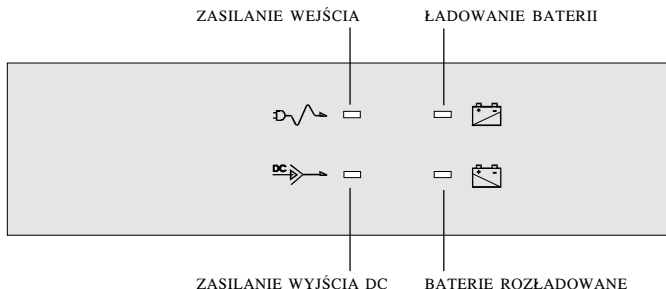 ZASILANIE WEJŚCIA
ŁADOWANIE BATERII
DC
ZASILANIE WYJŚCIA DC
BATERIE ROZŁADOWANE